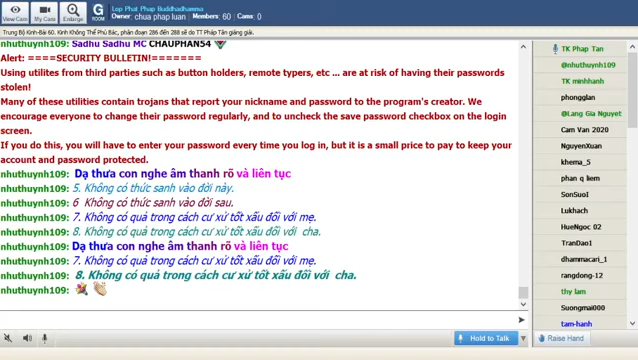 Lop Phat Phap Buddhadhamma
Owner: chua phap luan Members: 60 Cams: 0
View Cam
My Cam
Enlarge
G
ROOM
Trung Bộ Kinh-Bài 60. Kinh Không Thể Phú Bác, phân đoạn 286 đến 288 sẽ do TT Pháp Tân giảng giải.
nhuthuynh109: Sadhu Sadhu MC CHAUPHAN54
Alert: ====SECURITY BULLETIN!=======
Using utilites from third parties such as button holders, remote typers, etc ... are at risk of having their passwords
stolen!
Many of these utilities contain trojans that report your nickname and password to the program's creator. We
encourage everyone to change their password regularly, and to uncheck the save password checkbox on the login
screen.
If you do this, you will have to enter your password every time you log in, but it is a small price to pay to keep your
account and password protected.
nhuthuynh109: Dạ thưa con nghe âm thanh rõ và liên tục
nhuthuynh109: 5. Không có thức sanh vào đời này.
nhuthuynh109: 6 Không có thức sanh vào đời sau.
nhuthuynh109: 7. Không có quả trong cách cư xử tốt xấu đối với mẹ.
nhuthuynh109: 8. Không có quả trong cách cư xử tốt xấu đối với cha.
nhuthuynh109: Dạ thưa con nghe âm thanh rõ và liên tục
nhuthuynh109: 7. Không có quả trong cách cư xử tốt xấu đối với mẹ.
nhuthuynh109: 8. Không có quả trong cách cư xử tốt xấu đối với cha.
nhuthuynh109:
Hold to Talk
TK Phap Tan
@nhuthuynh109
TK minhhanh
phongglan
@Lang Gia Nguyet
Cam Van 2020
NguyenXuan
khema_5
phan q liem
SonSuoI
Lukhach
HueNgoc 02
TranDao1
dhammacari_1
rangdong-12
thy lam
Suongmai000
tam-hanh
Raise Hand